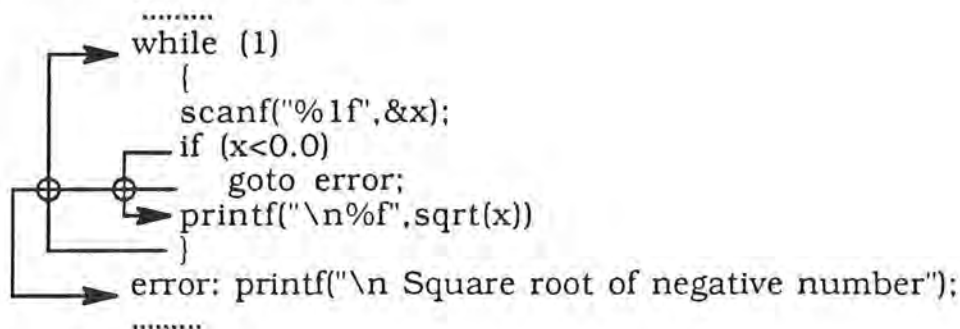 .........
while (1)
{
scanf("%1f",&x);
if (x<0.0)
goto error;
printf("\n%f",sqrt(x))
}
error: printf("\n Square root of negative number");
.........